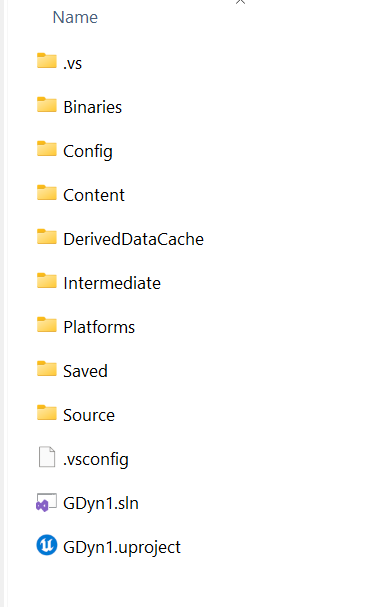 Name
.vs
Binaries
Config
Content
DerivedDataCache
Intermediate
Platforms
Saved
Source
.vsconfig
GDyn1.sln
GDyn1.uproject